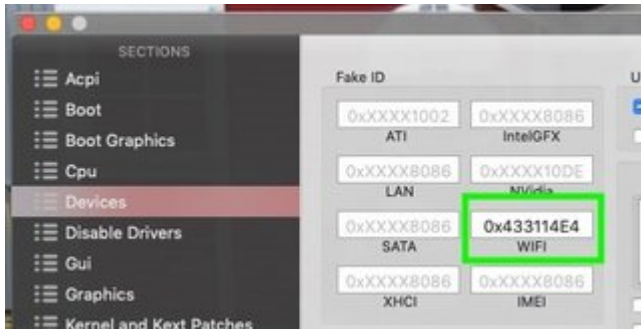 SECTIONS
Acpi
Boot
Boot Graphics
Cpu
Devices
Disable Drivers
Gui
Graphics
Kernel and Kext Patches
Fake ID
0xXXXX1002 0xXXXX8086
ATI IntelGFX
0xXXXX8086 0xXXXX10DE
LAN NVidia
0xXXXX8086 0x433114E4
SATA WIFI
0xXXXX8086 0xXXXX8086
XHCI IMEI
U